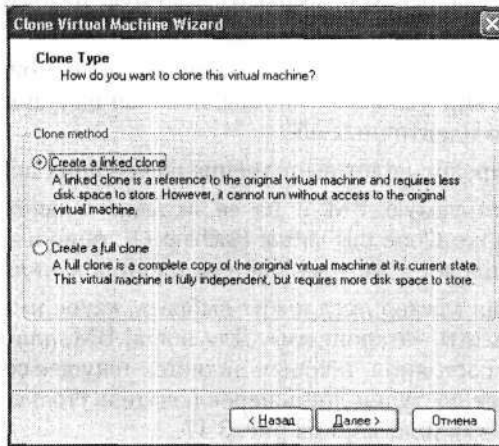 Clone Virtual Machine Wizard
Clone Type
How do you want to clone this virtual machine?
Clone method
Create a linked clone
A linked clone is a reference to the original virtual machine and requires less
disk space to store. However, it cannot run without access to the original
virtual machine.
Create a full clone
A full clone is a complete copy of the original virtual machine at its current state.
This virtual machine is fully independent, but requires more disk space to store.
< Назад
Далее >
Отмена